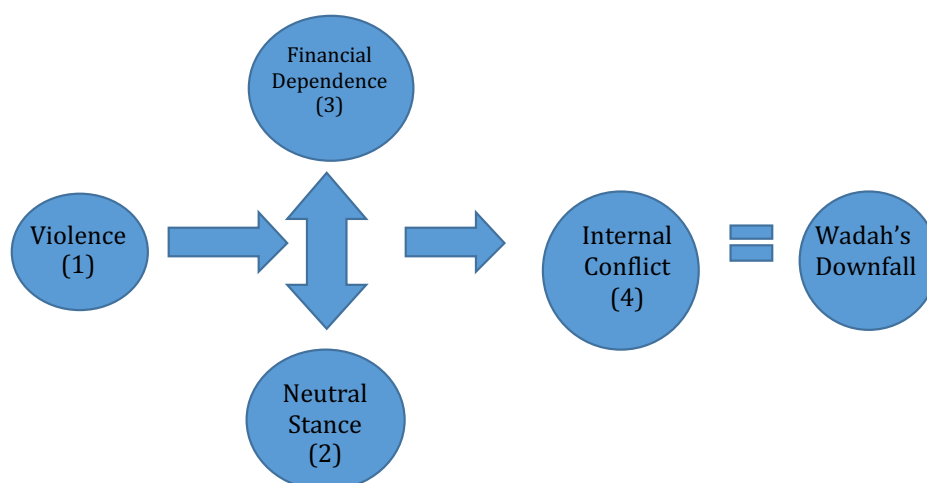 Financial
Dependence
(3)
Violence
(1)
Neutral
Stance
(2)
Internal
Conflict
(4)
Wadah's
Downfall